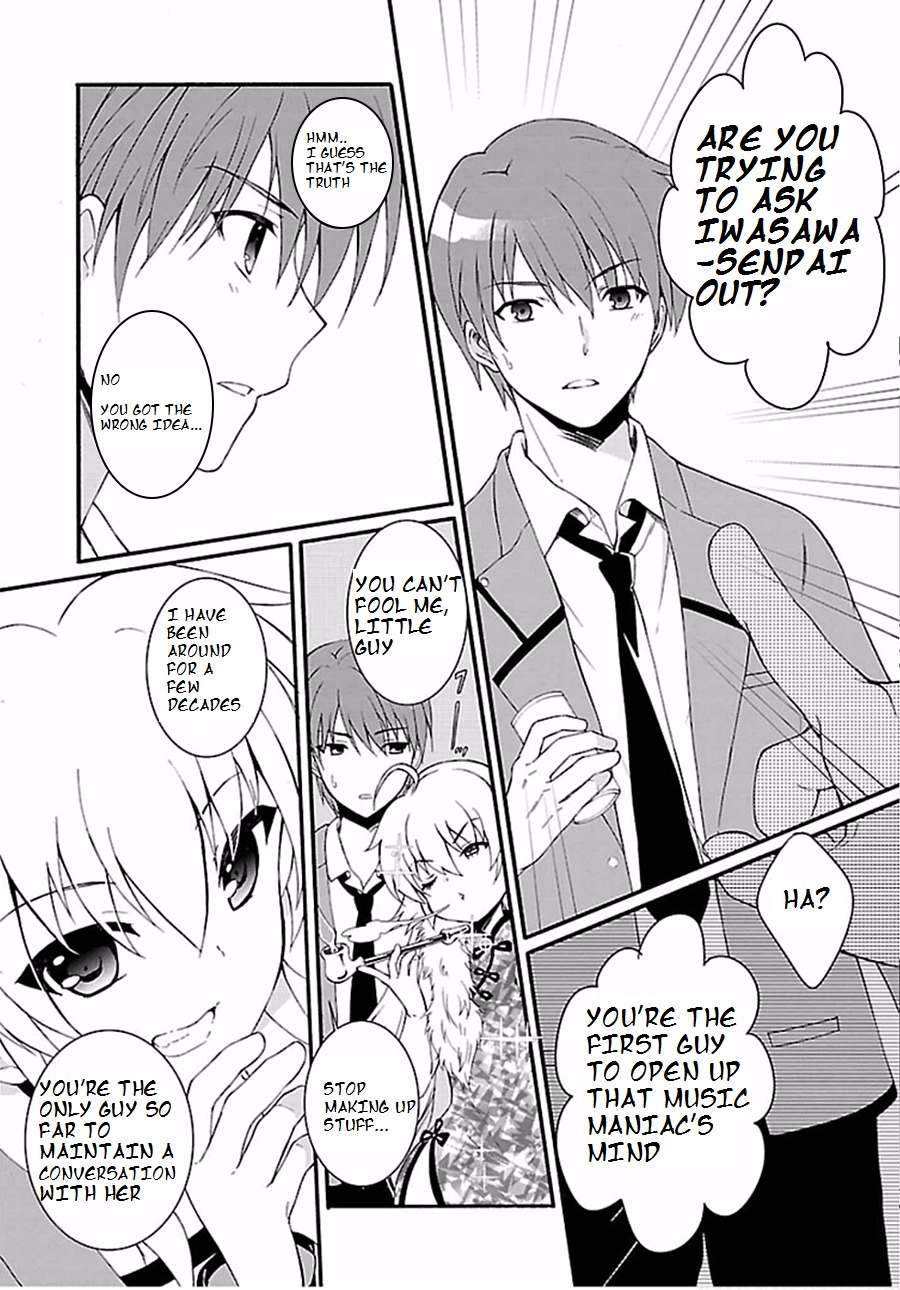 ARE YOU
TRYING
TO ASK
IWASAWA
-SENPAI
OUT?
HA?
YOU'RE THE
FIRST GUY
TO OPEN UP
THAT MUSIC
MANIAC'S
MIND
HMM..
I GUESS
THAT'S THE
TRUTH
NO
YOU GOT THE
WRONG IDEA...
YOU CAN'T
FOOL ME,
LITTLE
GUY
STOP
MAKING UP
STUFF...
I HAVE
BEEN
AROUND
FOR A
FEW
DECADES
YOU'RE THE
ONLY GUY SO
FAR TO
MAINTAIN A
CONVERSATION
WITH HER